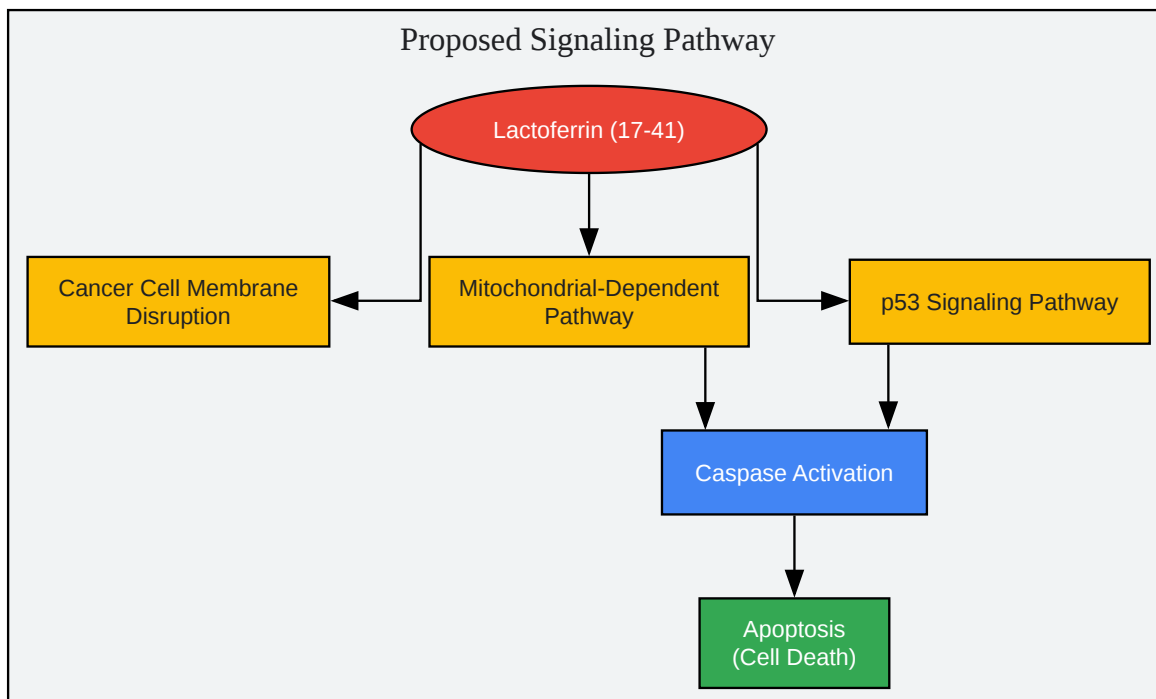 Proposed Signaling Pathway
Lactoferrin (17-41)
Cancer Cell Membrane
Disruption
Mitochondrial-Dependent
Pathway
p53 Signaling Pathway
Caspase Activation
Apoptosis
(Cell Death)